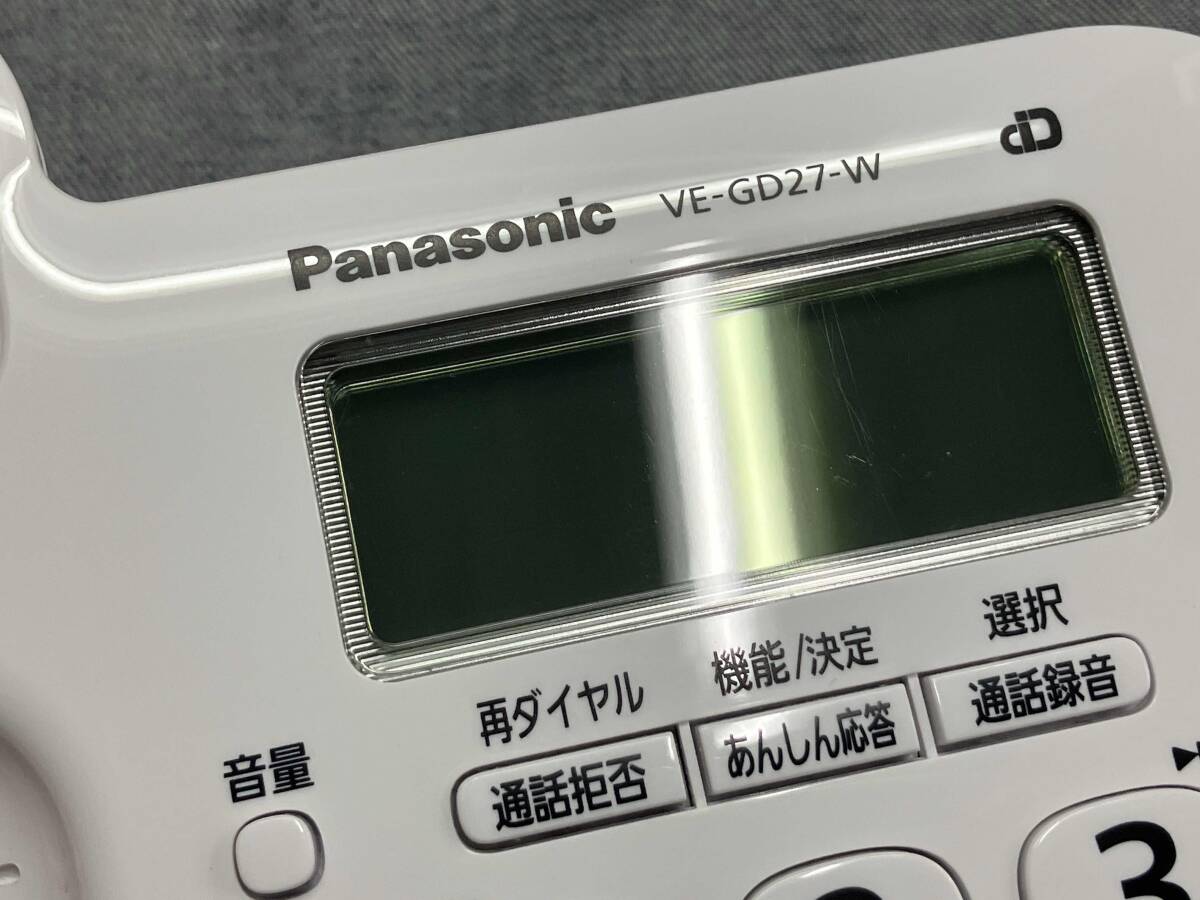 Panasonic VE-GD27-W
再ダイヤル 機能/決定 選択
音量 通話拒否 あんしん応答 通話録音
3